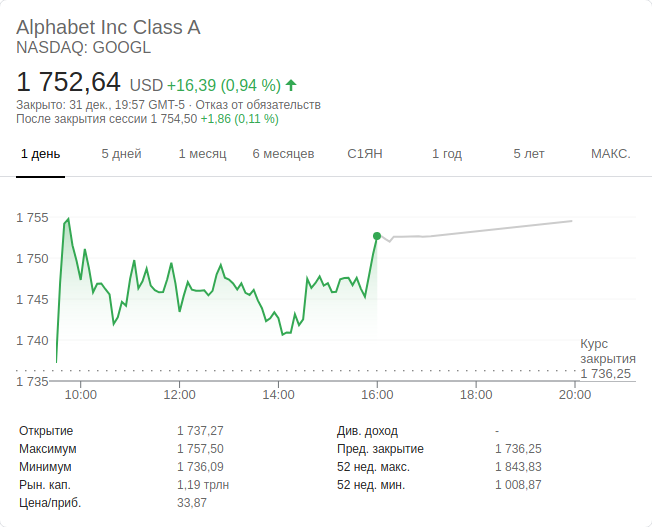 Alphabet Inc Class A
NASDAQ: GOOGL
1 752,64 USD +16,39 (0,94 %)
Закрыто: 31 дек., 19:57 GMT-5 · Отказ от обязательств
После закрытия сессии 1 754,50 +1,86 (0,11 %)
1 день 5 дней 1 месяц 6 месяцев С1ЯН 1 год 5 лет МАКС.
1 755
1 750
1 745
1 740
1 735
Курс
закрытия
1 736,25
10:00 12:00 14:00 16:00 18:00 20:00
Открытие 1 737,27 Див. доход -
Максимум 1 757,50 Пред. закрытие 1 736,25
Минимум 1 736,09 52 нед. макс. 1 843,83
Рын. кап. 1,19 трлн 52 нед. мин. 1 008,87
Цена/приб. 33,87